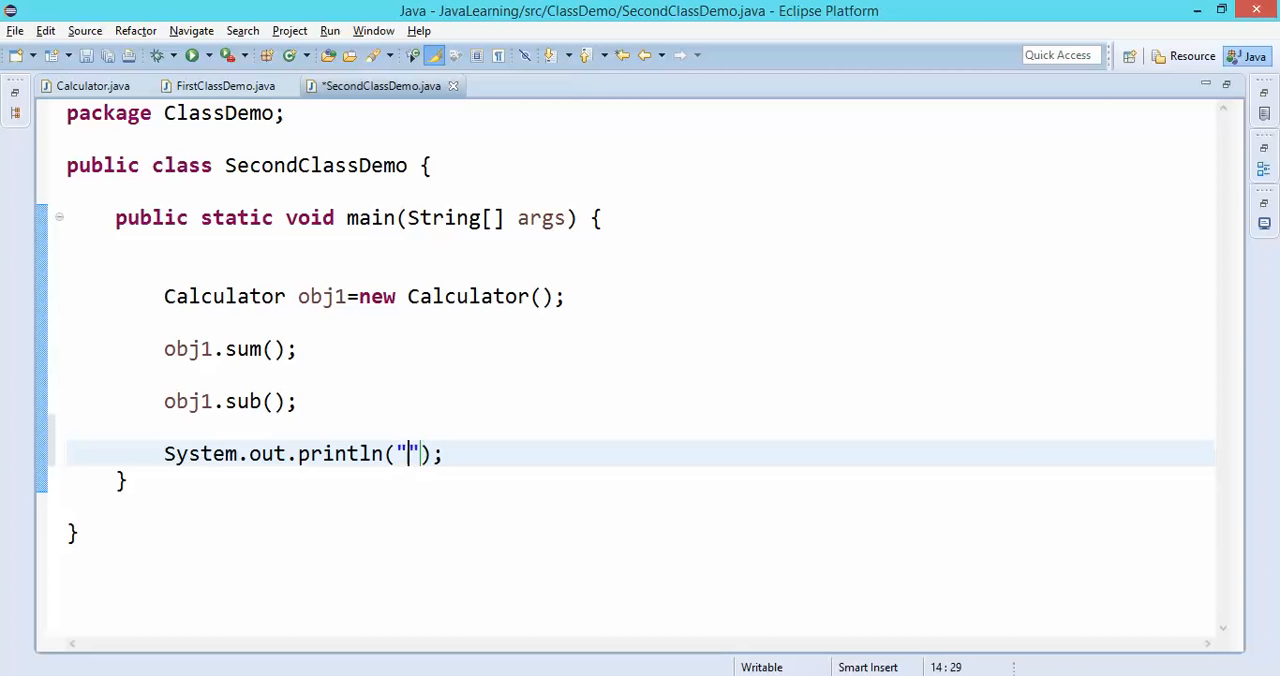 Java - JavaLearning/src/ClassDemo/SecondClassDemo.java - Eclipse Platform
File Edit Source Refactor Navigate Search Project Run Window Help
Quick Access Resource Java
Calculator.java FirstClassDemo.java *SecondClassDemo.java
package ClassDemo;
public class SecondClassDemo {
public static void main(String[] args) {
Calculator obj1=new Calculator();
obj1.sum();
obj1.sub();
System.out.println("");
}
}
Writable Smart Insert 14 : 29